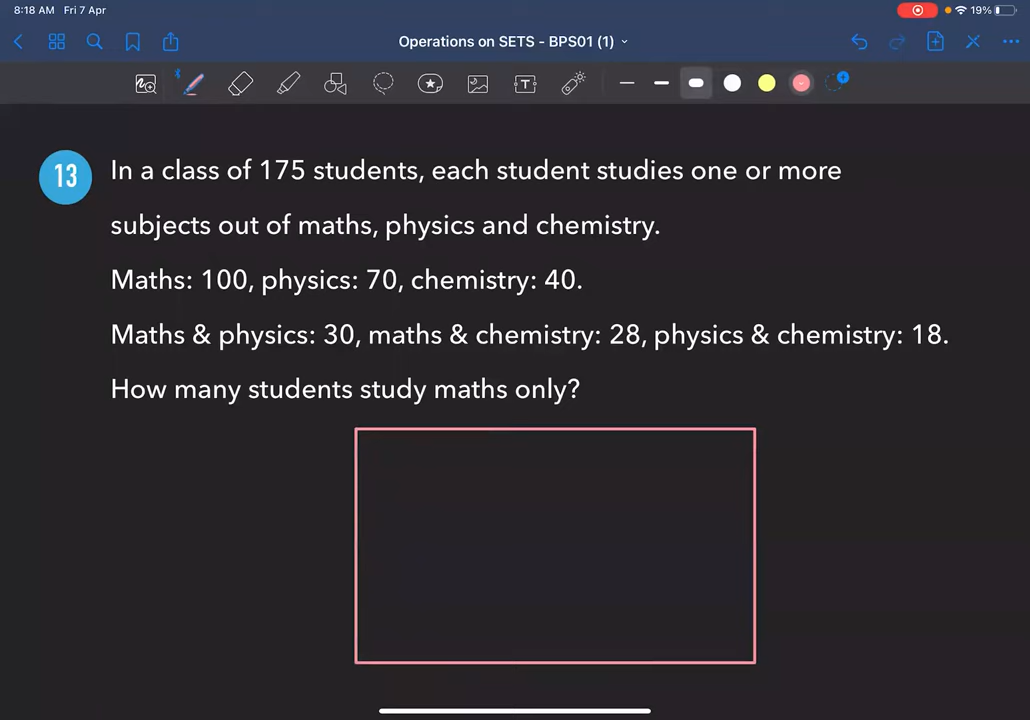 8:18 AM Fri 7 Apr
19%
Operations on SETS - BPS01 (1)
T
13
In a class of 175 students, each student studies one or more
subjects out of maths, physics and chemistry.
Maths: 100, physics: 70, chemistry: 40.
Maths & physics: 30, maths & chemistry: 28, physics & chemistry: 18.
How many students study maths only?